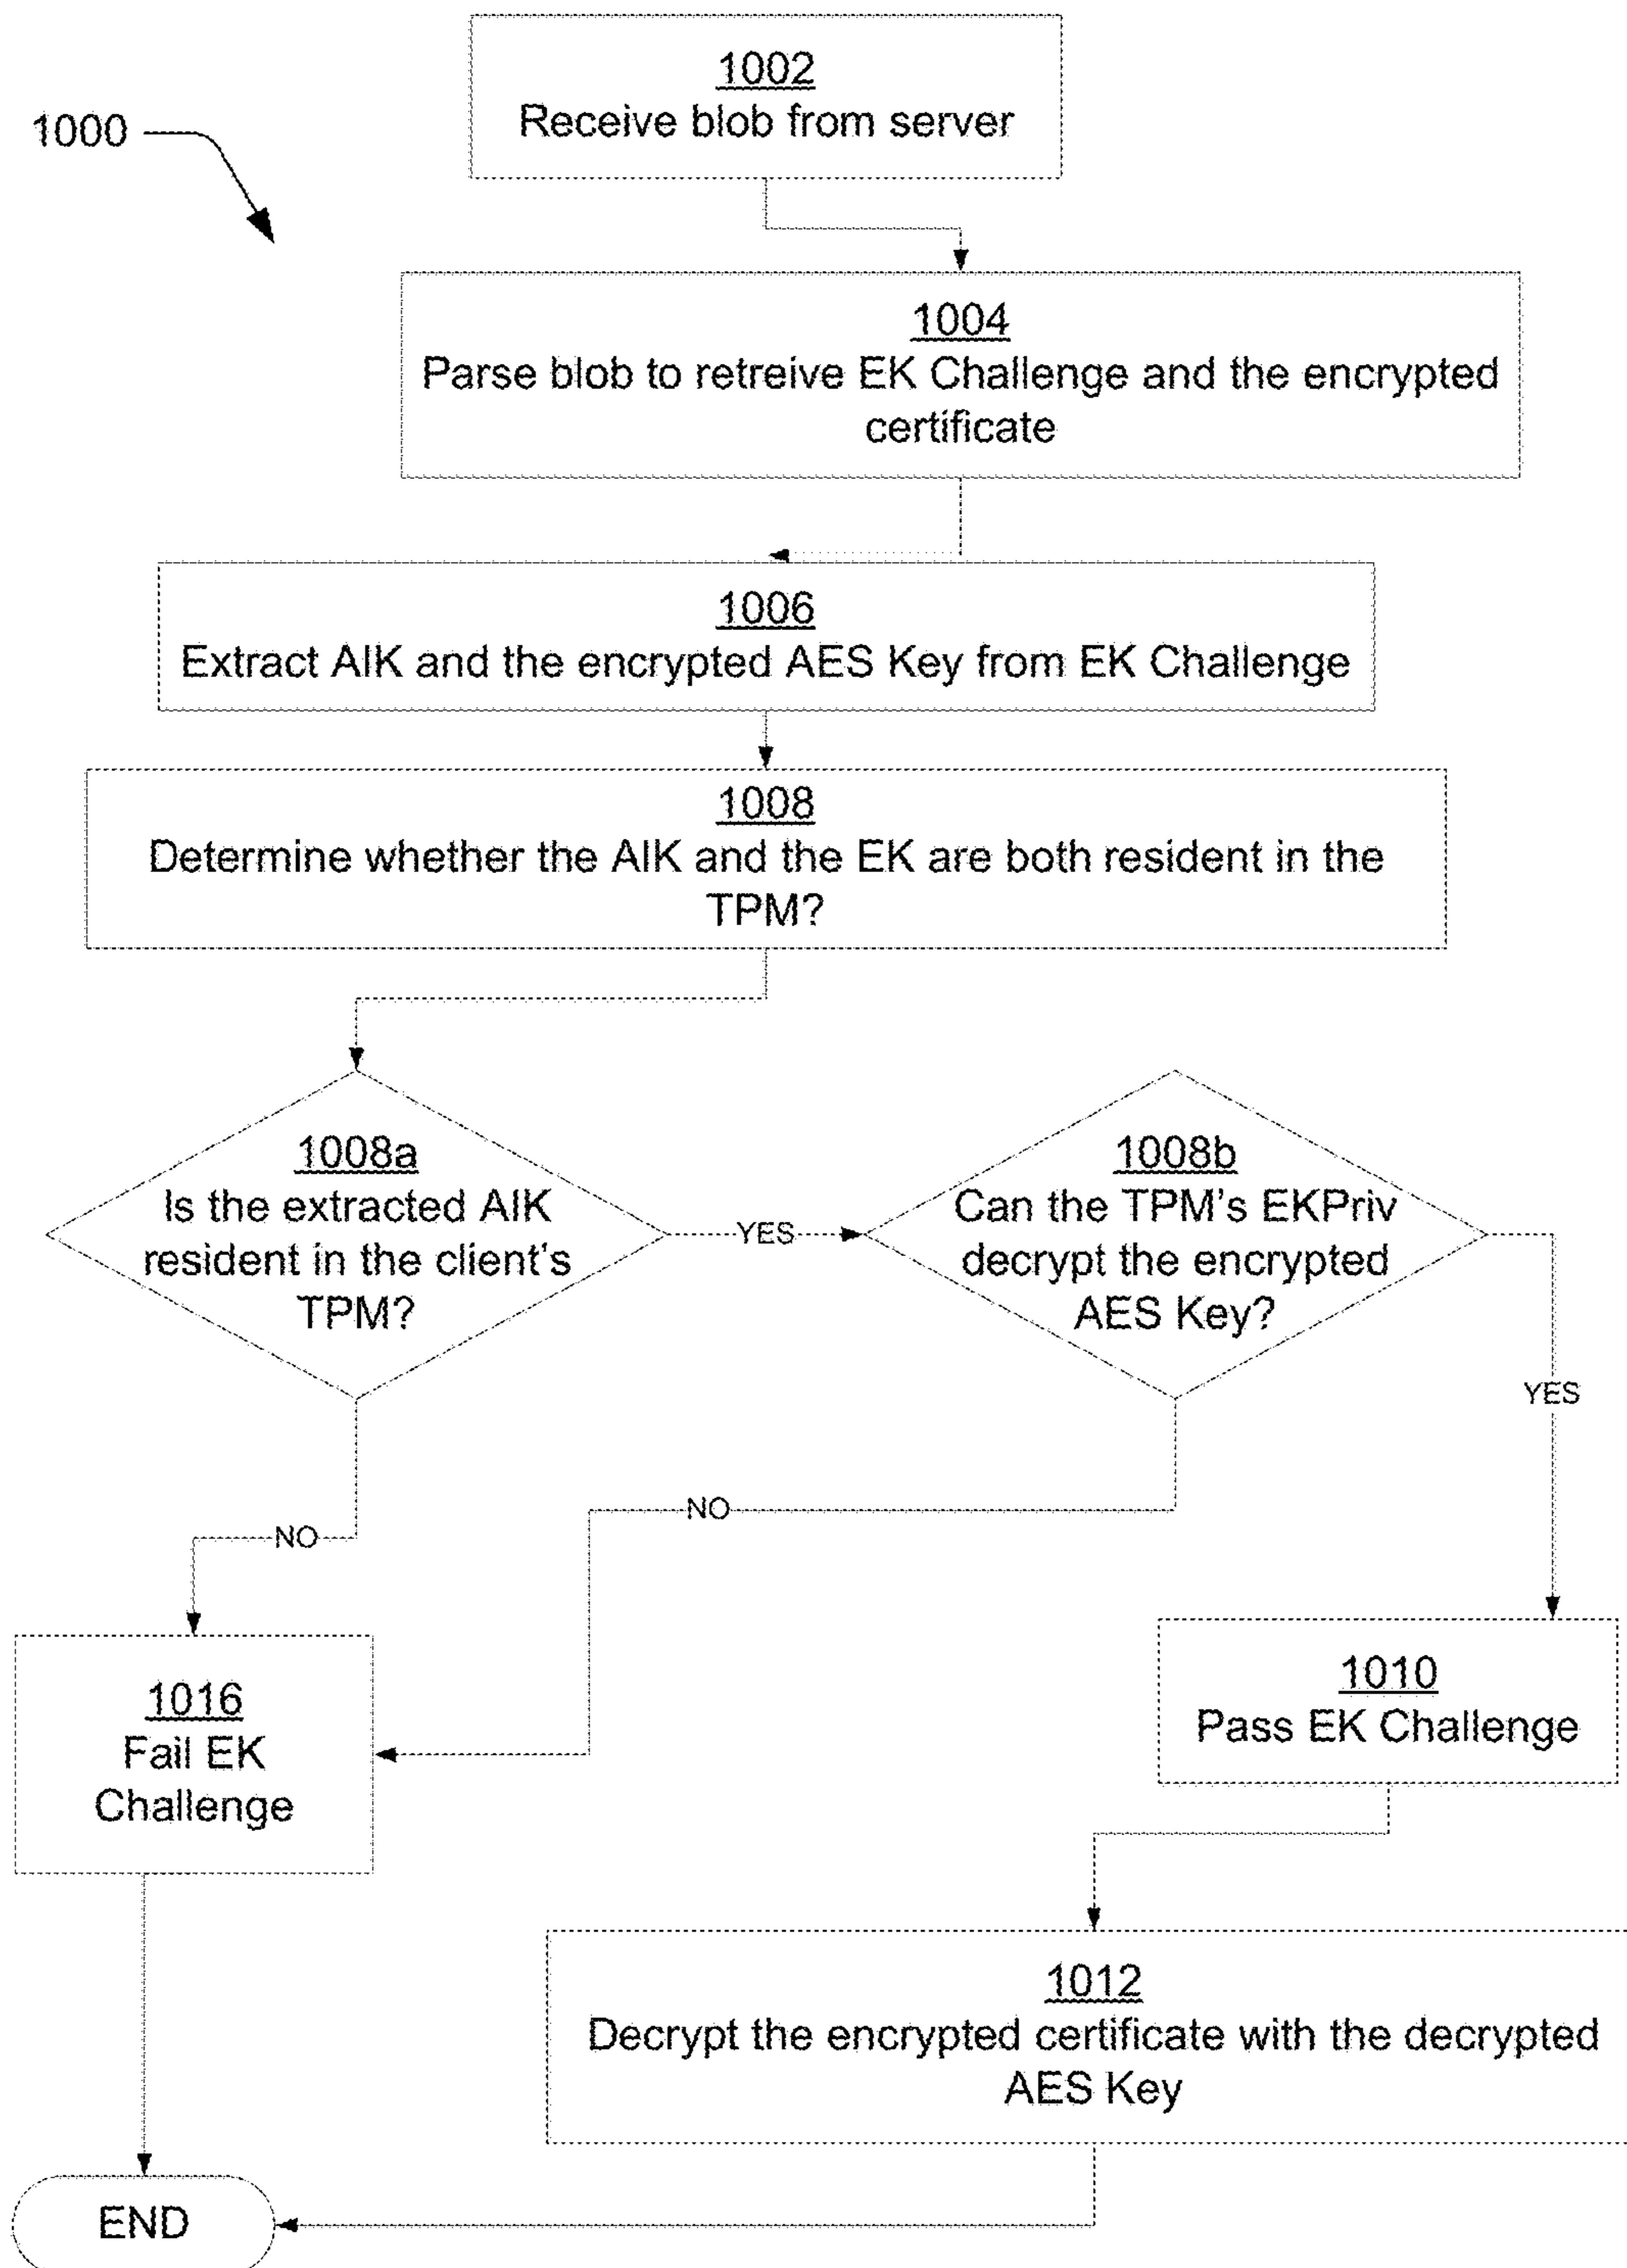 1000
1002
Receive blob from server
1004
Parse blob to retreive EK Challenge and the encrypted
certificate
1006
Extract AIK and the encrypted AES Key from EK Challenge
1008
Determine whether the AIK and the EK are both resident in the
TPM?
1008a
Is the extracted AIK
resident in the client's
TPM?
YES
1008b
Can the TPM's EKPriv
decrypt the encrypted
AES Key?
YES
NO
NO
1016
Fail EK
Challenge
1010
Pass EK Challenge
1012
Decrypt the encrypted certificate with the decrypted
AES Key
END